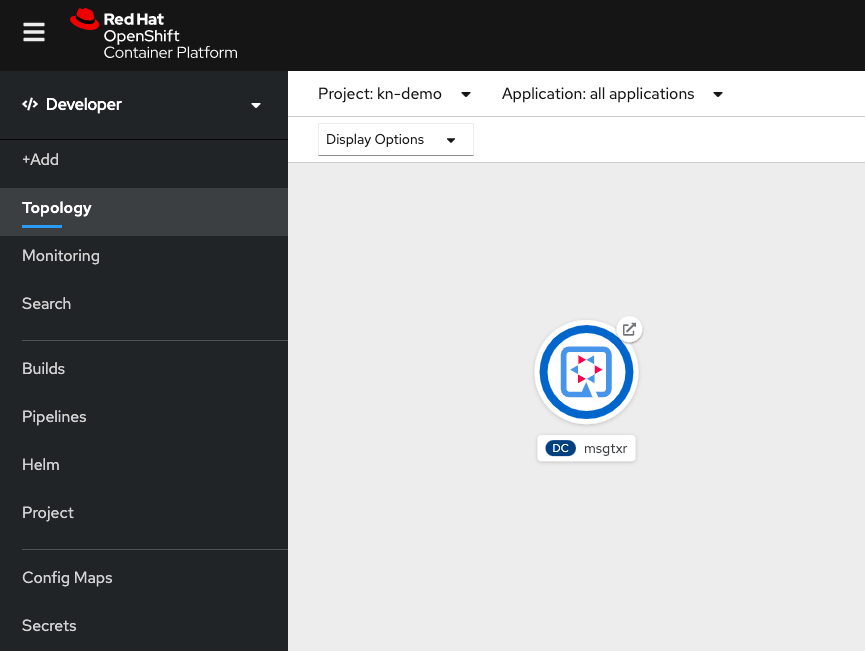 Red Hat
OpenShift
Container Platform
</> Developer
Project: kn-demo
Application: all applications
Display Options
+Add
Topology
Monitoring
Search
Builds
Pipelines
Helm
Project
Config Maps
Secrets
DC msgtxr